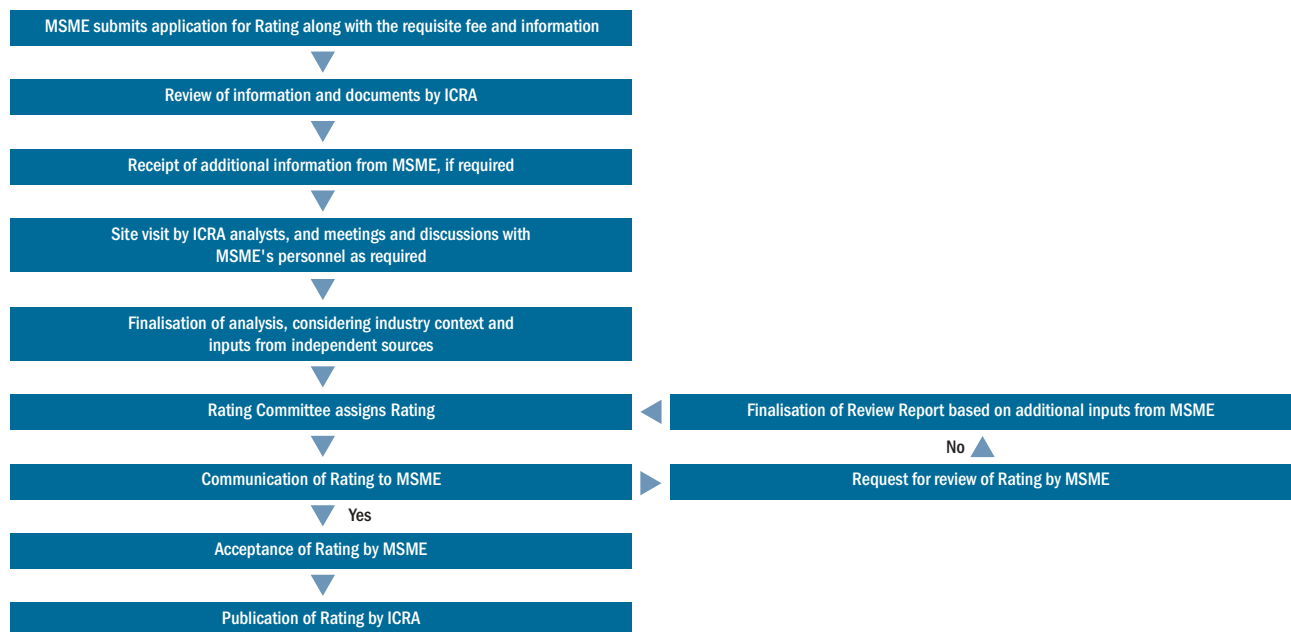 MSME submits application for Rating along with the requisite fee and information
Review of information and documents by ICRA
Receipt of additional information from MSME, if required
Site visit by ICRA analysts, and meetings and discussions with
MSME's personnel as required
Finalisation of analysis, considering industry context and
inputs from independent sources
Rating Committee assigns Rating
Finalisation of Review Report based on additional inputs from MSME
No
Communication of Rating to MSME
Request for review of Rating by MSME
Yes
Acceptance of Rating by MSME
Publication of Rating by ICRA